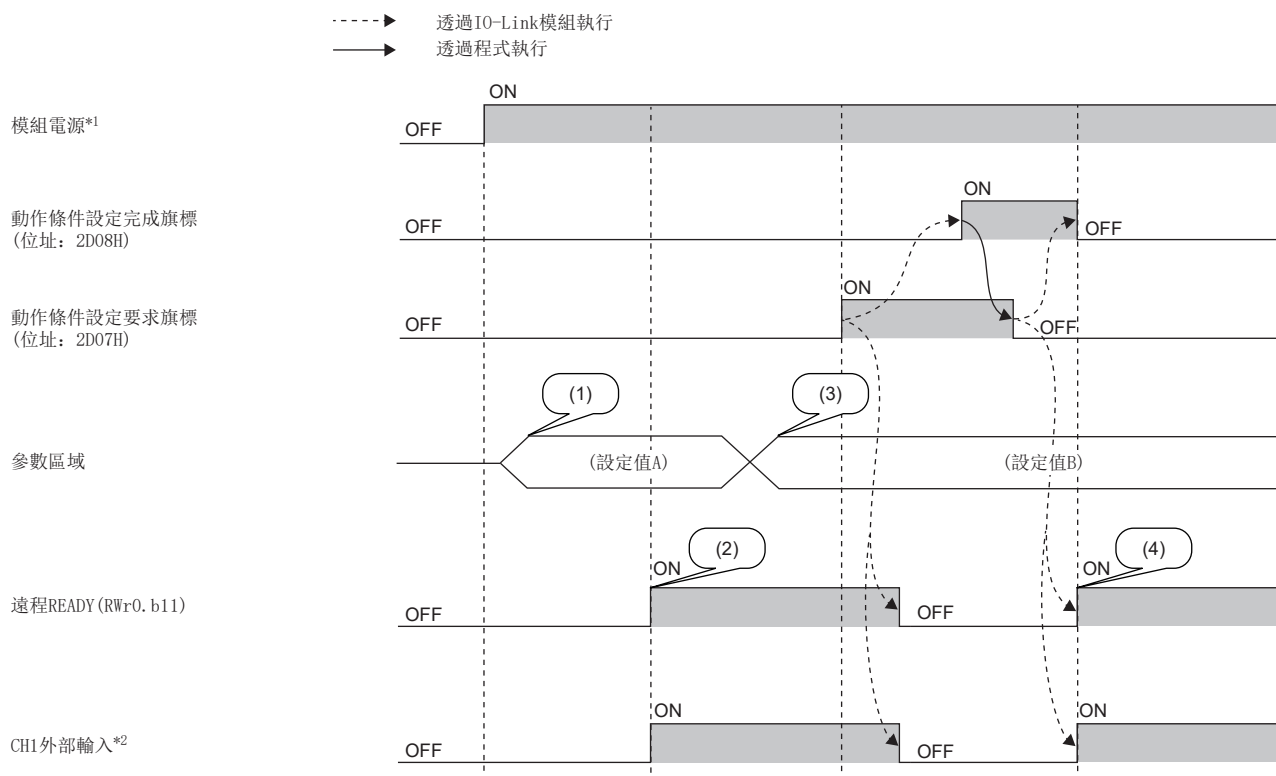 透過IO-Link模組執行
透過程式執行
模組電源*1
OFF
ON
動作條件設定完成旗標
(位址: 2D08H)
OFF
ON
OFF
動作條件設定要求旗標
(位址: 2D07H)
OFF
ON
OFF
(1)
(3)
參數區域
(設定值A)
(設定值B)
(2)
(4)
遠程READY(RWr0.b11)
OFF
ON
OFF
ON
CH1外部輸入*2
OFF
ON
OFF
ON